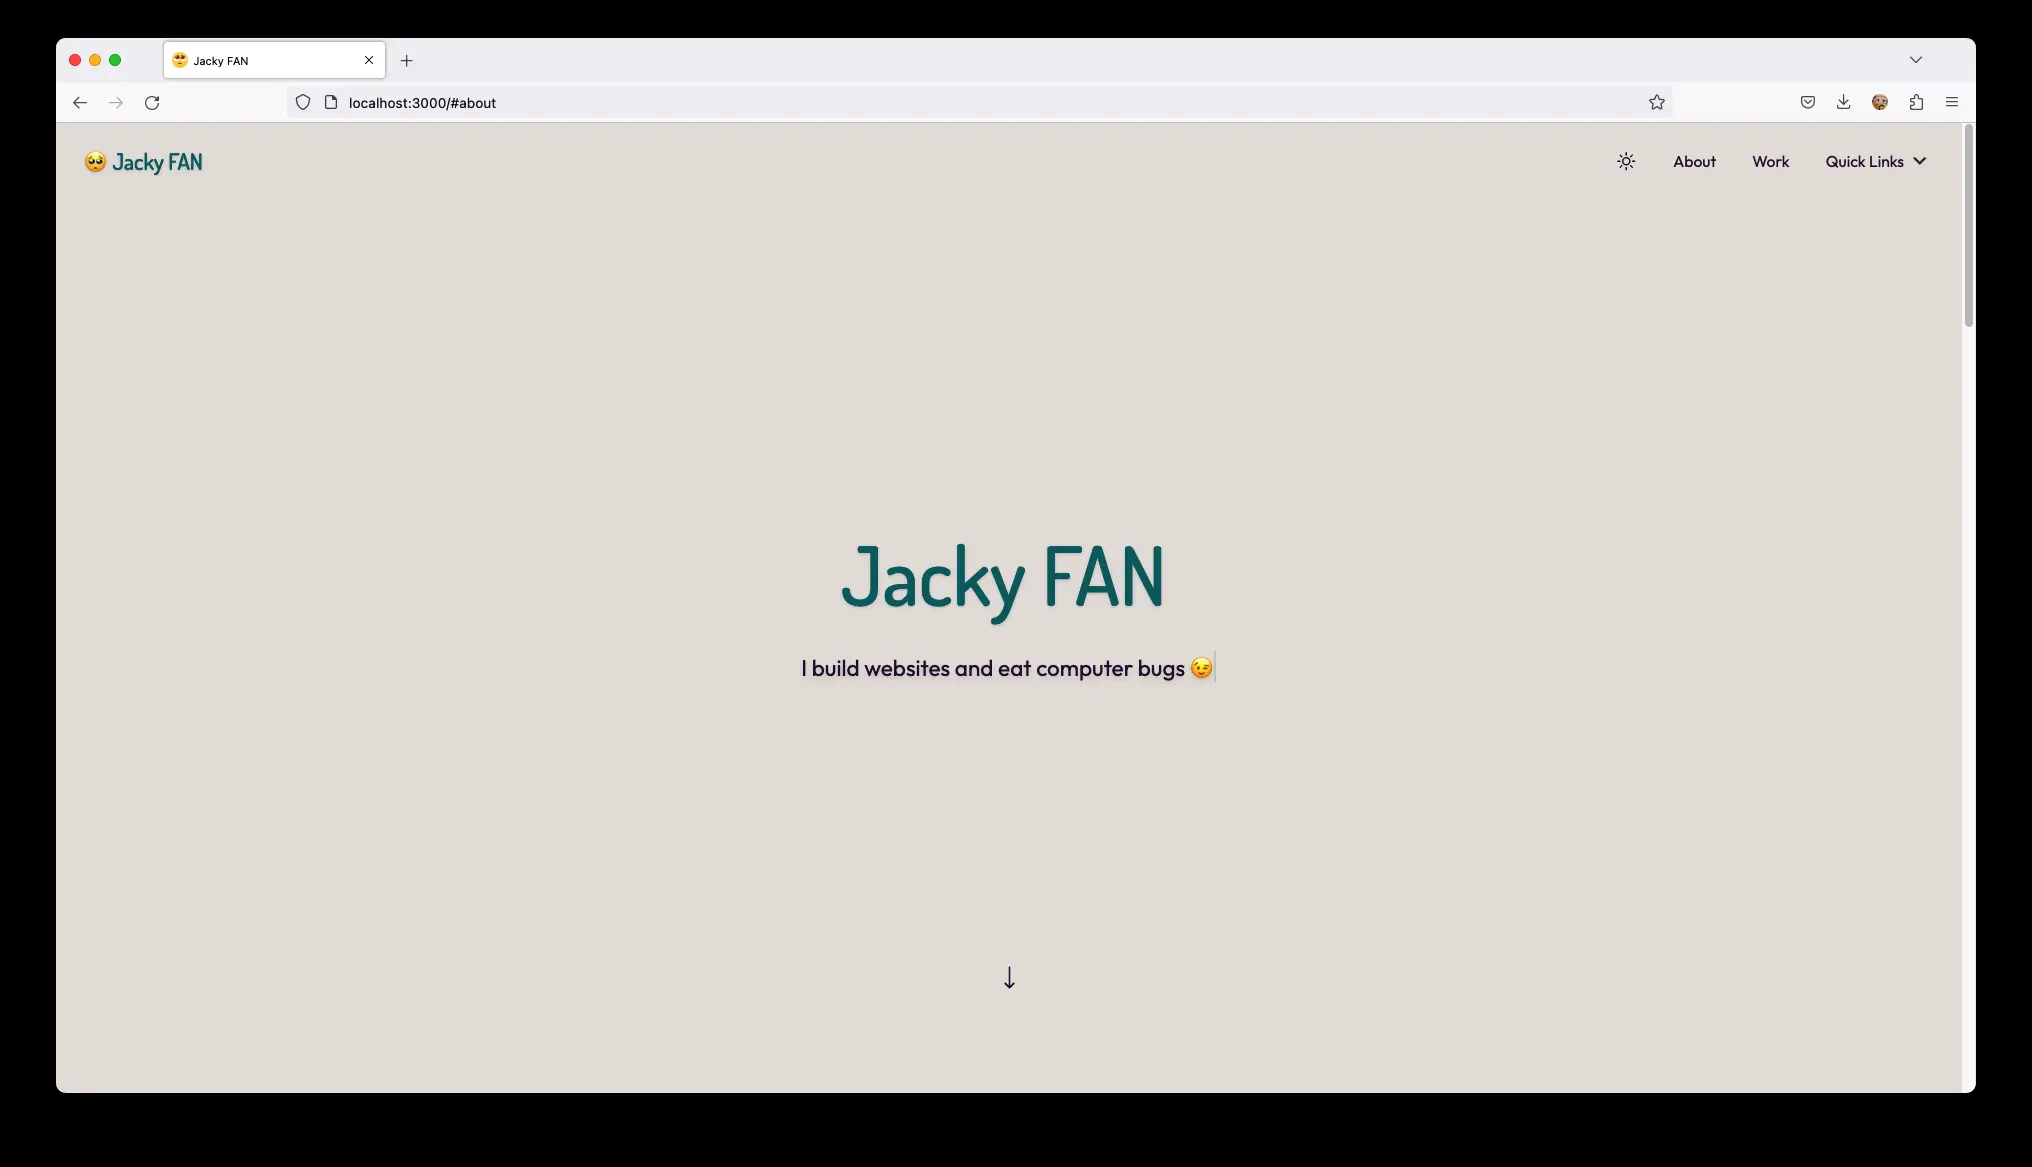 Jacky FAN
localhost:3000/#about
🥺 Jacky FAN
About Work Quick Links
Jacky FAN
I build websites and eat computer bugs 😉